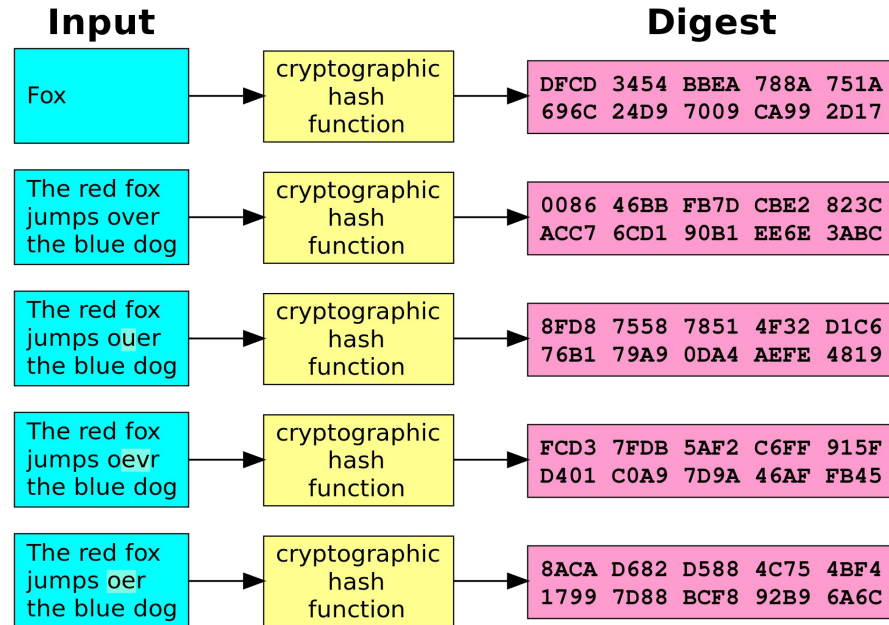 Input
Digest
Fox
cryptographic
hash
function
DFCD 3454 BBEA 788A 751A
696C 24D9 7009 CA99 2D17
The red fox
jumps over
the blue dog
cryptographic
hash
function
0086 46BB FB7D CBE2 823C
ACC7 6CD1 90B1 EE6E 3ABC
The red fox
jumps ouer
the blue dog
cryptographic
hash
function
8FD8 7558 7851 4F32 D1C6
76B1 79A9 0DA4 AEFE 4819
The red fox
jumps oevr
the blue dog
cryptographic
hash
function
FCD3 7FDB 5AF2 C6FF 915F
D401 C0A9 7D9A 46AF FB45
The red fox
jumps oer
the blue dog
cryptographic
hash
function
8ACA D682 D588 4C75 4BF4
1799 7D88 BCF8 92B9 6A6C